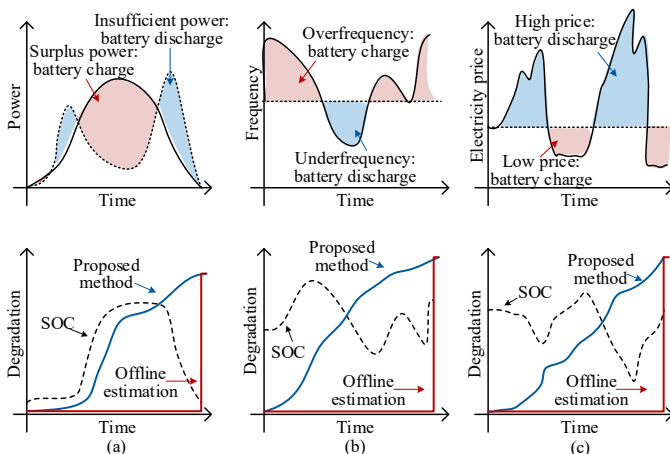 Insufficient power:
battery discharge
Surplus power:
battery charge
Power
Time
Overfrequency:
battery charge
Frequency
Underfrequency:
battery discharge
Time
High price:
battery discharge
Electricity price
Low price:
battery charge
Time
Proposed
method
SOC
Degradation
Offline
estimation
Time
(a)
Proposed
method
SOC
Degradation
Offline
estimation
Time
(b)
Proposed
method
SOC
Degradation
Offline
estimation
Time
(c)